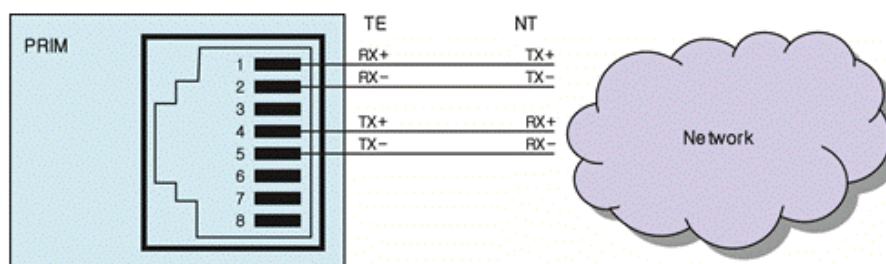 TE NT
PRIM
1 RX+ TX+
2 RX- TX-
3
4 TX+ RX+
5 TX- RX-
6
7
8
Network